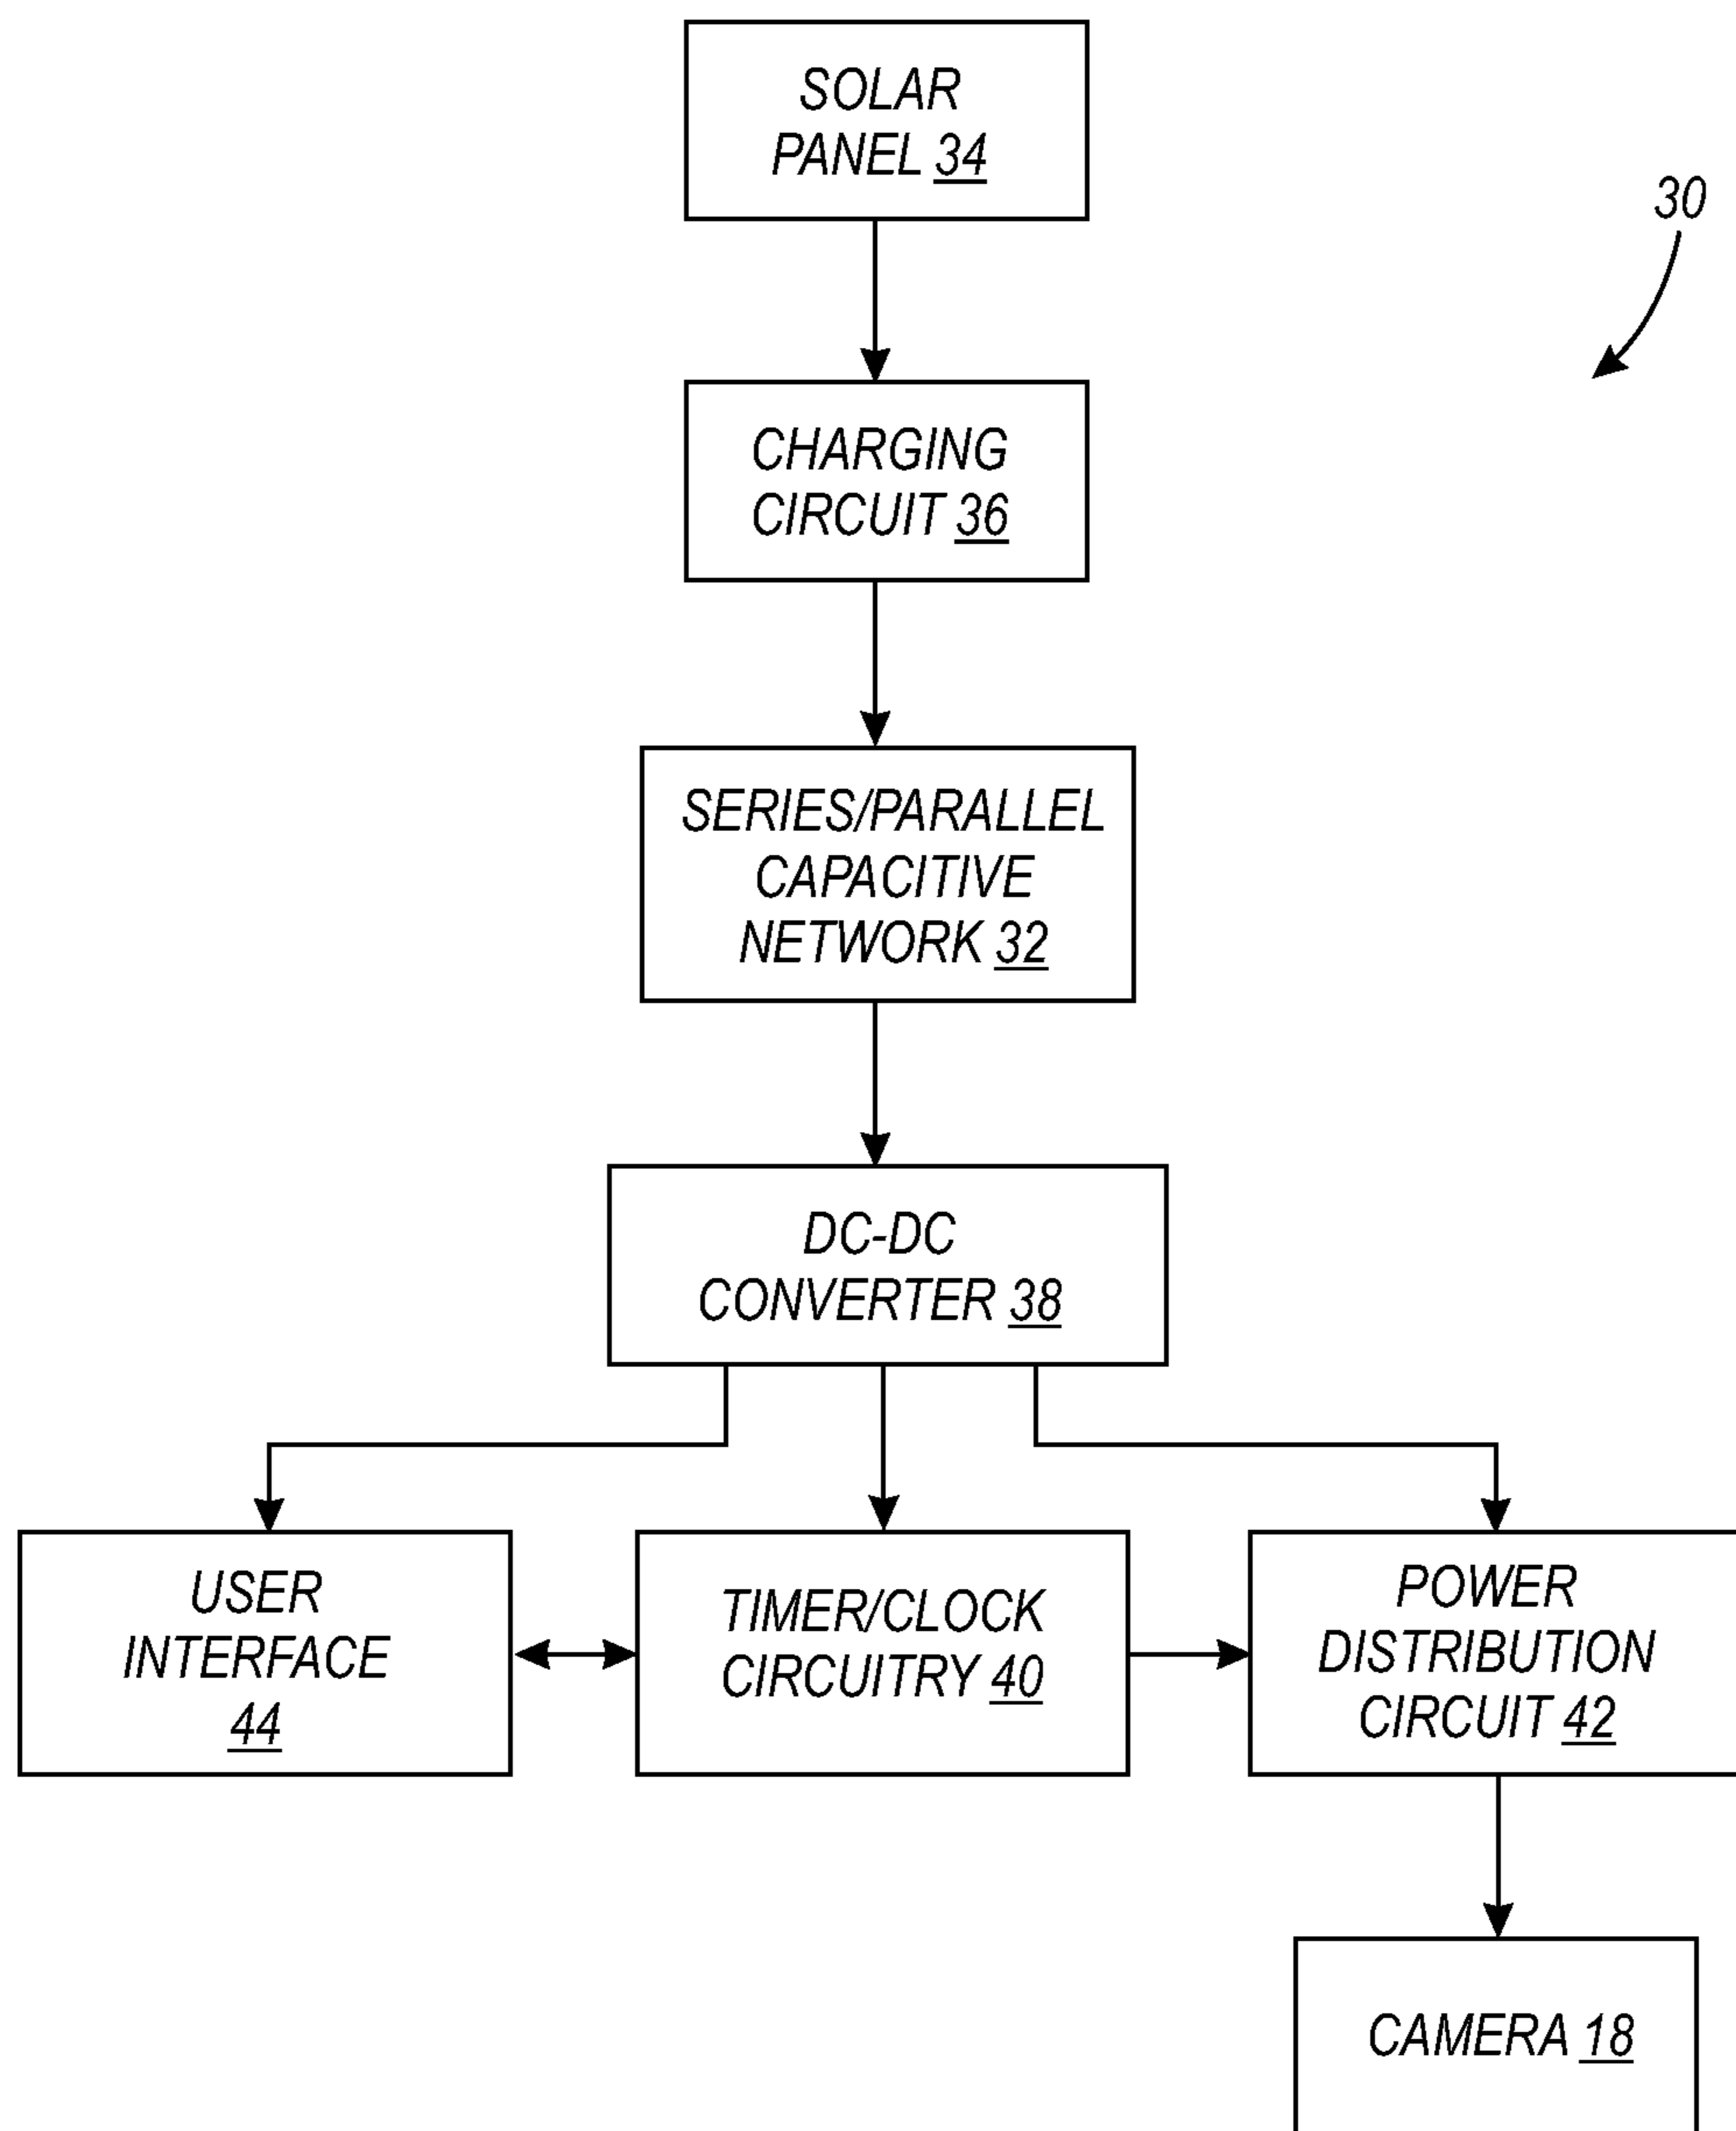 SOLAR
PANEL 34
30
CHARGING
CIRCUIT 36
SERIES/PARALLEL
CAPACITIVE
NETWORK 32
DC-DC
CONVERTER 38
USER
INTERFACE
44
TIMER/CLOCK
CIRCUITRY 40
POWER
DISTRIBUTION
CIRCUIT 42
CAMERA 18